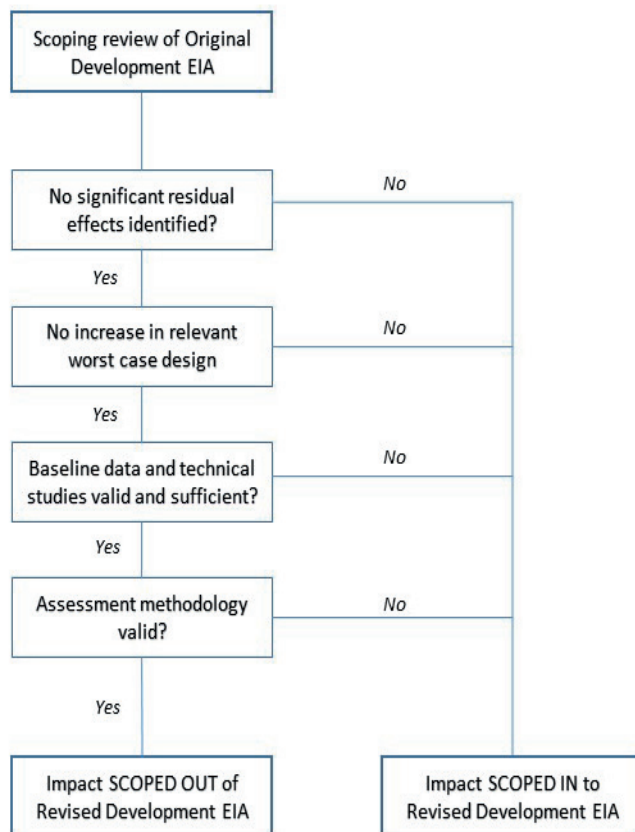 Scoping review of Original
Development EIA
No significant residual
effects identified?
No
Yes
No increase in relevant
worst case design
No
Yes
Baseline data and technical
studies valid and sufficient?
No
Yes
Assessment methodology
valid?
No
Yes
Impact SCOPED OUT of
Revised Development EIA
Impact SCOPED IN to
Revised Development EIA